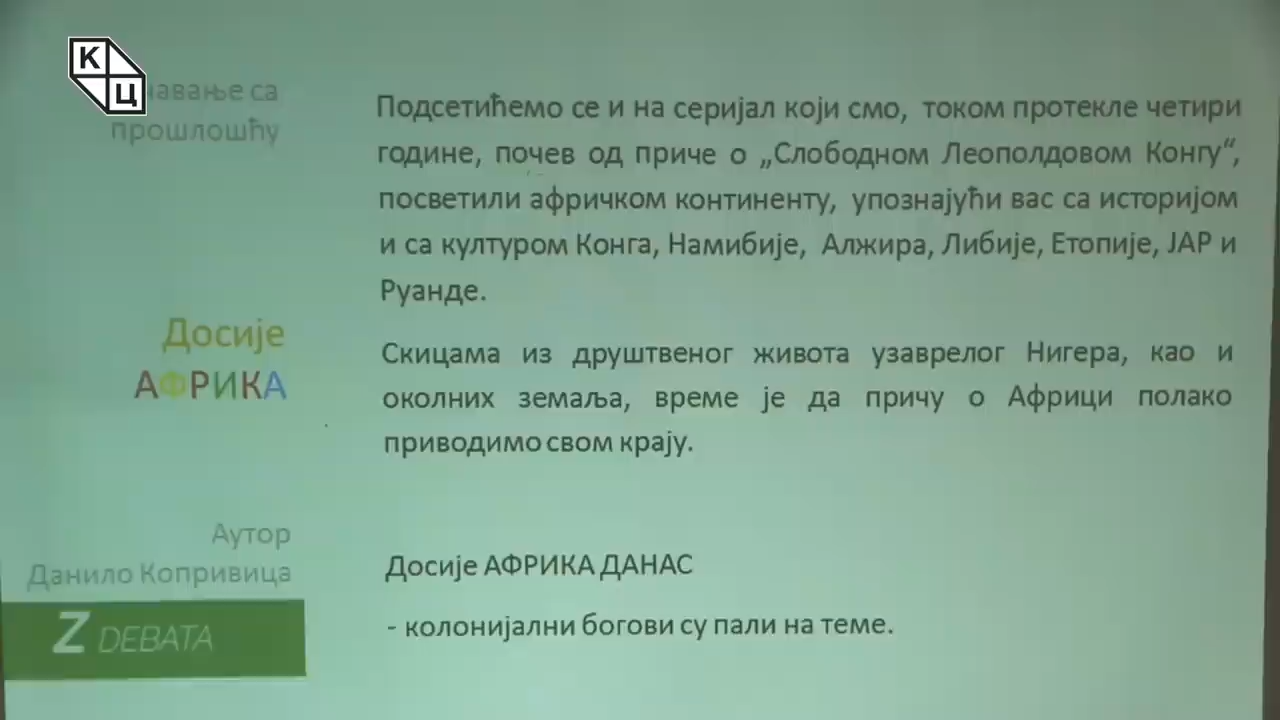 К
Ц
са
прошлошћу
Досије
АФРИКА
Аутор
Данило Копривица
Z DEBATA
Подсетићемо се и на серијал који смо, током протекле четири
године, почев од приче о „Слободном Леополдовом Конгу“,
посветили афричком континенту, упознајући вас са историјом
и са културом Конга, Намибије, Алжира, Либије, Етопије, ЈАР и
Руанде.
Скицама из друштвеног живота узаврелог Нигера, као и
околних земаља, време је да причу о Африци полако
приводимо свом крају.
Досије АФРИКА ДАНАС
- колонијални богови су пали на теме.